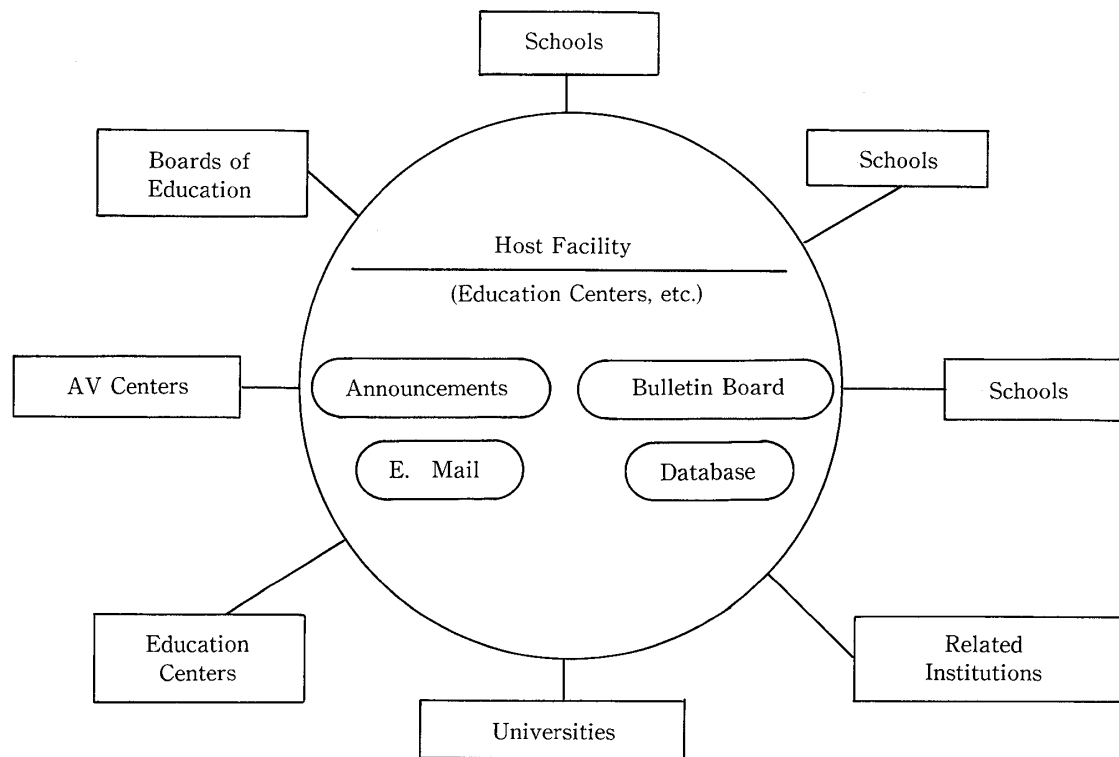 Schools
Boards of
Education
Schools
Host Facility
(Education Centers, etc.)
AV Centers
Announcements
Bulletin Board
Schools
E. Mail
Database
Education
Centers
Related
Institutions
Universities